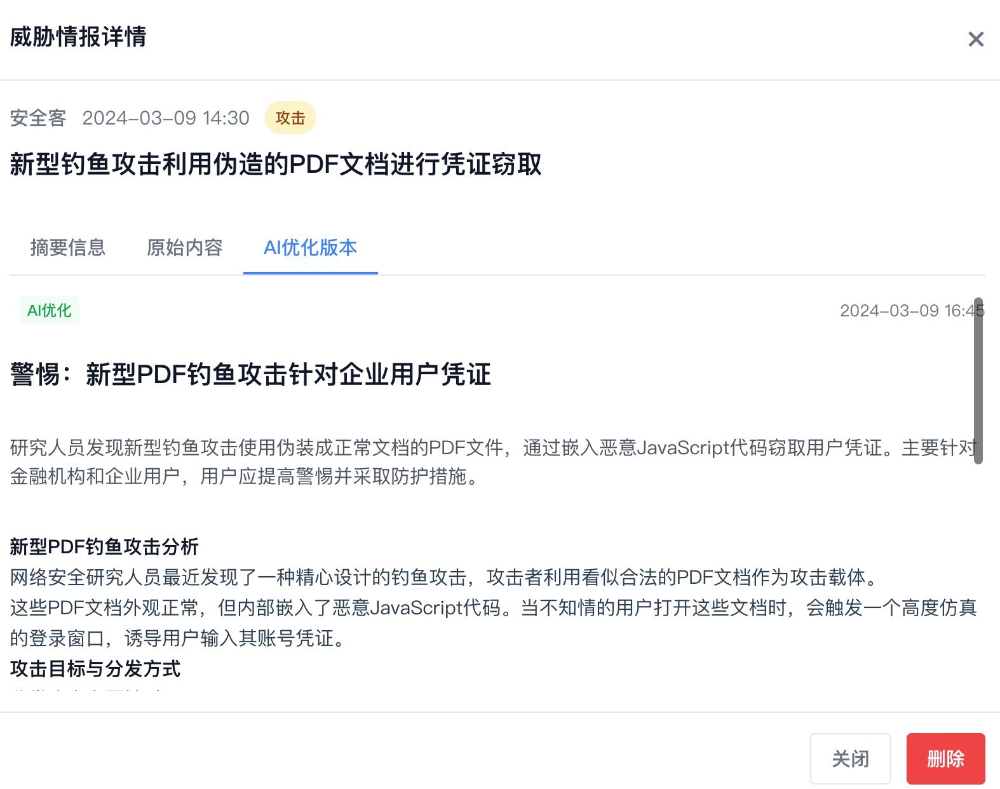 威胁情报详情
安全客 2024-03-09 14:30 攻击
新型钓鱼攻击利用伪造的PDF文档进行凭证窃取
摘要信息 原始内容 AI优化版本
AI优化 2024-03-09 16:45
警惕：新型PDF钓鱼攻击针对企业用户凭证
研究人员发现新型钓鱼攻击使用伪装成正常文档的PDF文件，通过嵌入恶意JavaScript代码窃取用户凭证。主要针对
金融机构和企业用户，用户应提高警惕并采取防护措施。
新型PDF钓鱼攻击分析
网络安全研究人员最近发现了一种精心设计的钓鱼攻击，攻击者利用看似合法的PDF文档作为攻击载体。
这些PDF文档外观正常，但内部嵌入了恶意JavaScript代码。当不知情的用户打开这些文档时，会触发一个高度仿真
的登录窗口，诱导用户输入其账号凭证。
攻击目标与分发方式
关闭 删除